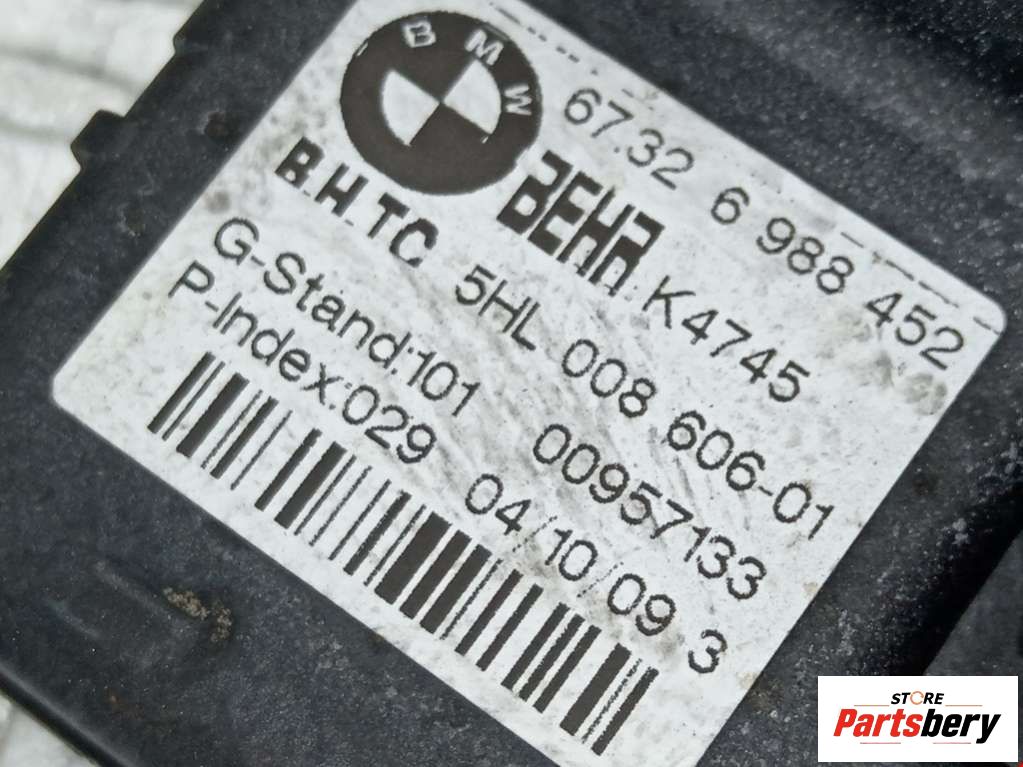 BMW
67.32 6 988 452
BEHR K4745
B.H.TC 5HL 008 606-01
G-Stand:101 00957133
P-Index:029 04/10/09 3
STORE
Partsbery